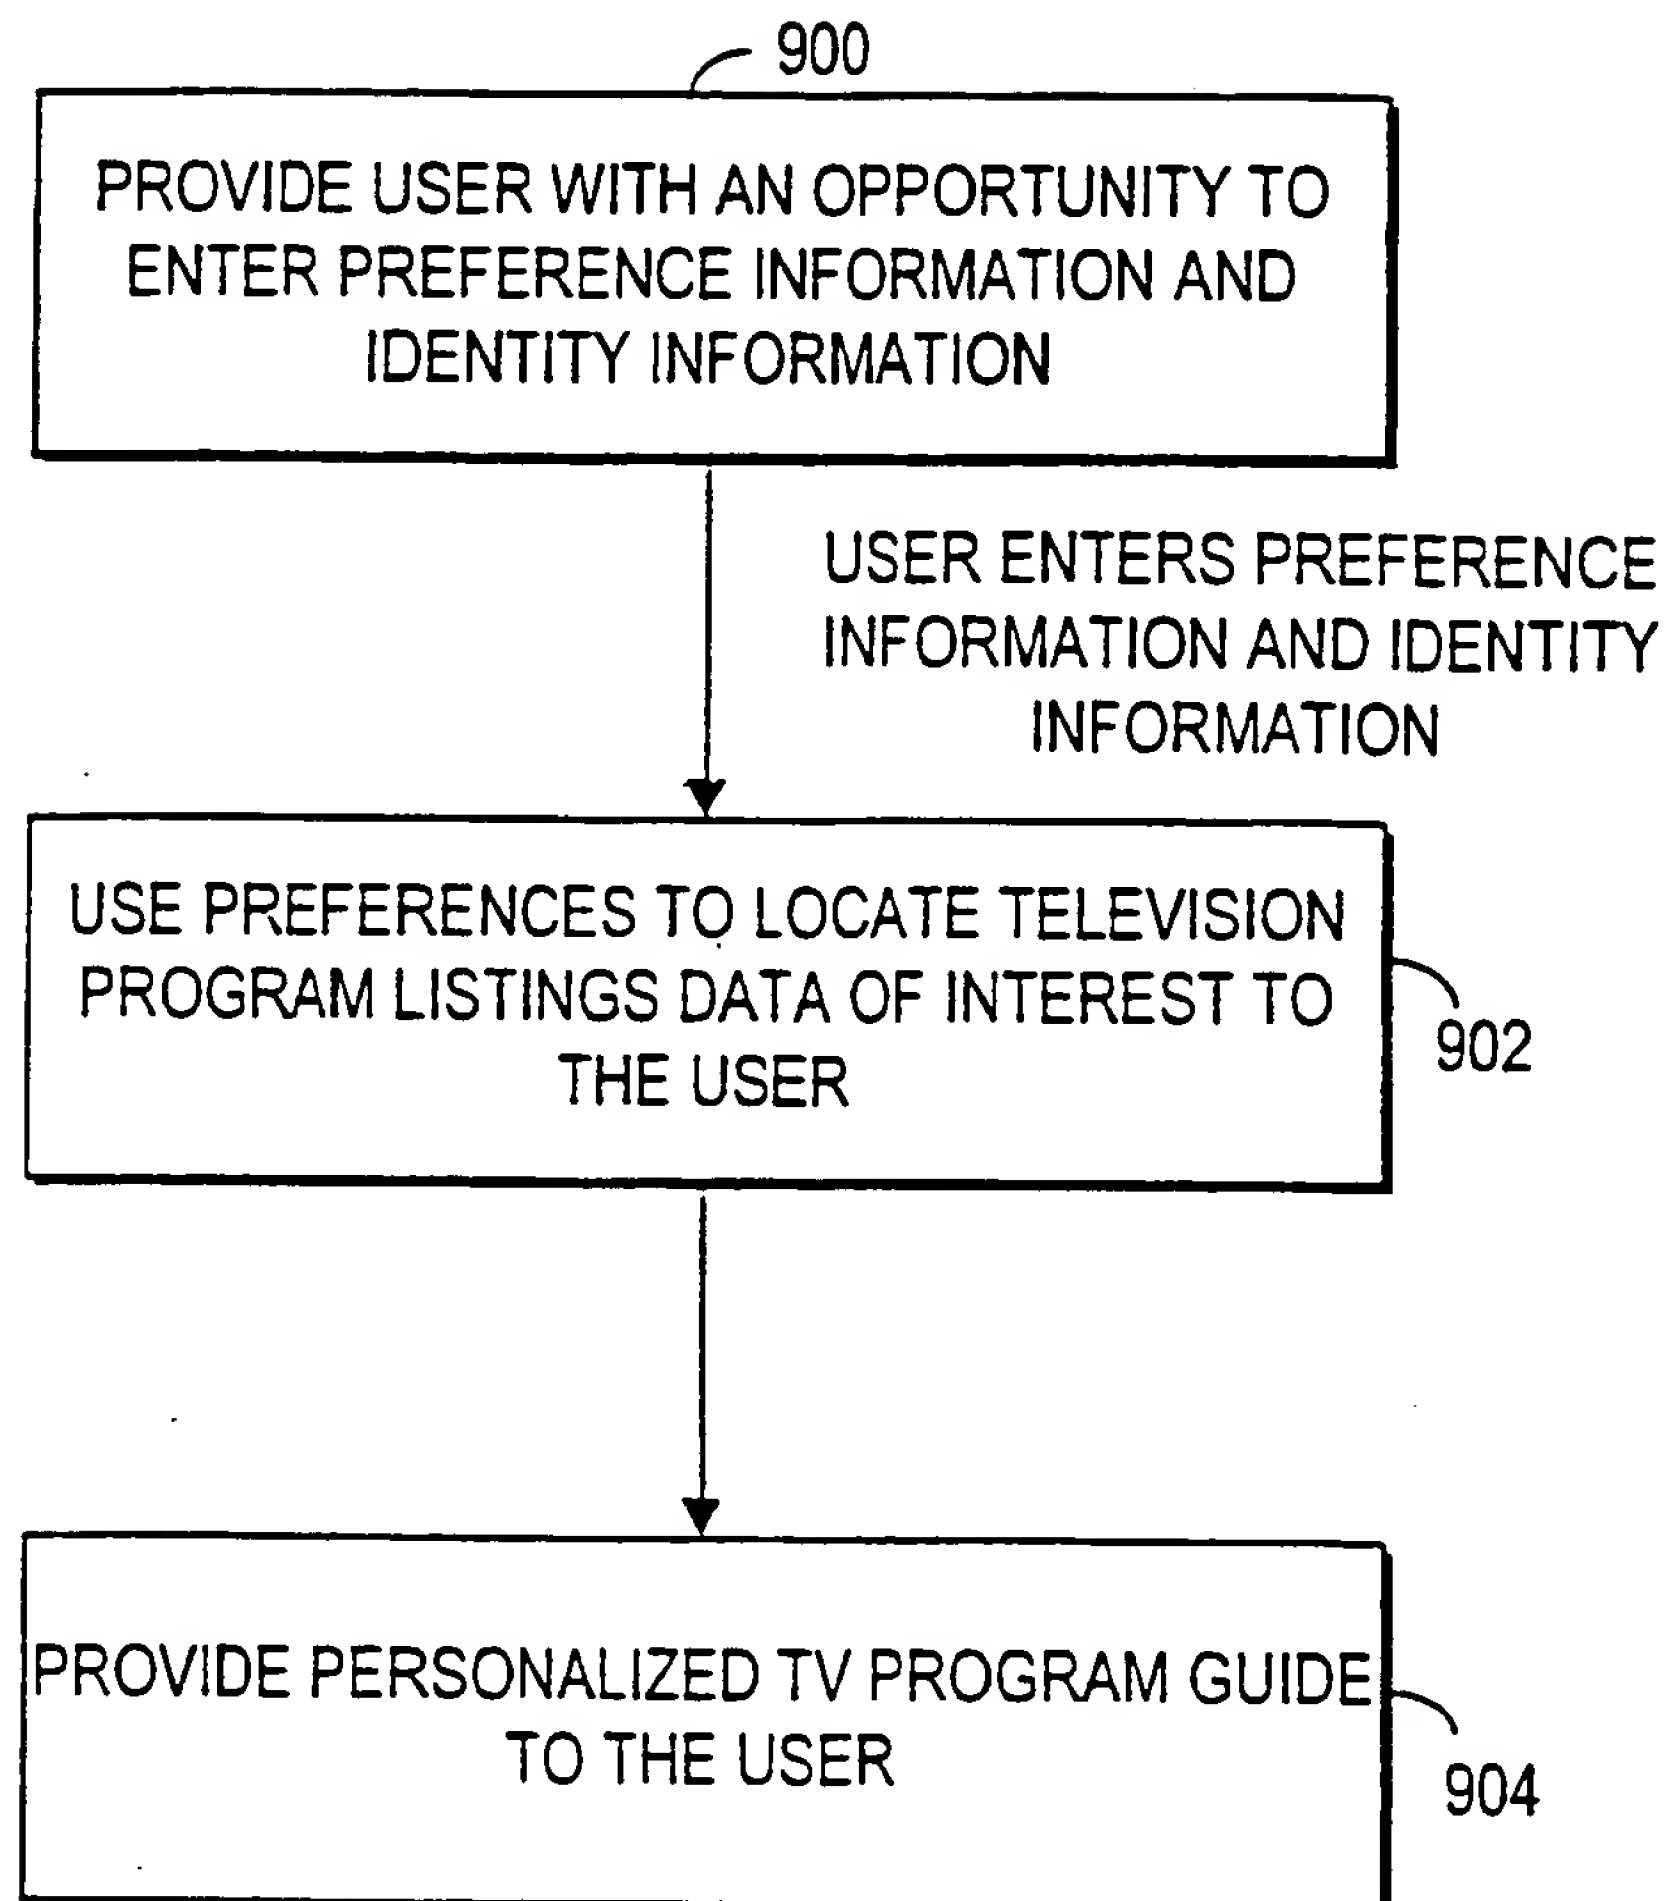 900
PROVIDE USER WITH AN OPPORTUNITY TO
ENTER PREFERENCE INFORMATION AND
IDENTITY INFORMATION
USER ENTERS PREFERENCE
INFORMATION AND IDENTITY
INFORMATION
USE PREFERENCES TO LOCATE TELEVISION
PROGRAM LISTINGS DATA OF INTEREST TO
THE USER
902
PROVIDE PERSONALIZED TV PROGRAM GUIDE
TO THE USER
904